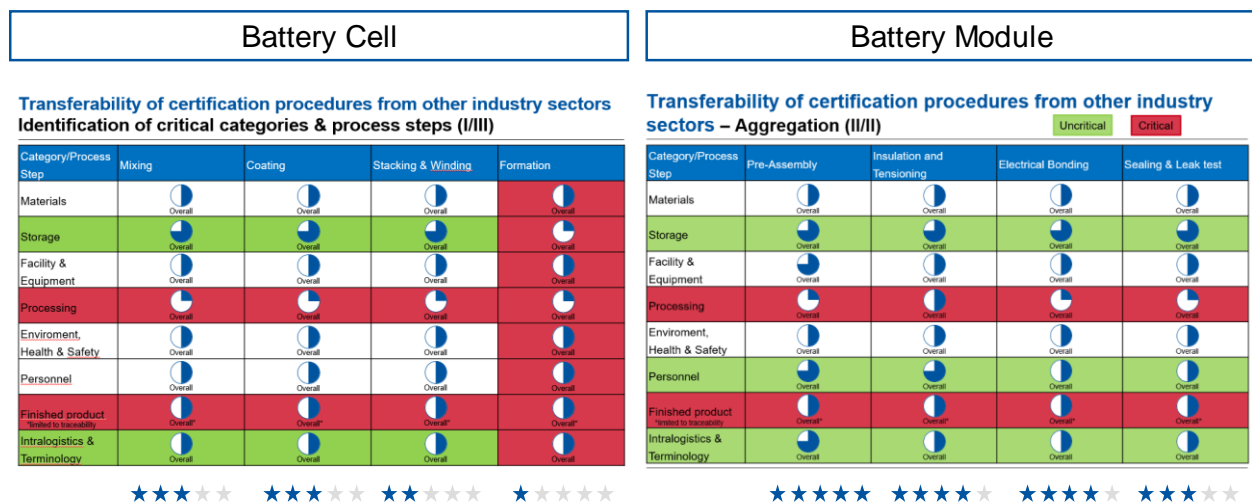 Battery Cell
Battery Module
Transferability of certification procedures from other industry sectors
Identification of critical categories & process steps (I/III)
Category/Process Step
Mixing
Coating
Stacking & Winding
Formation
Materials
Overall
Overall
Overall
Overall
Storage
Overall
Overall
Overall
Overall
Facility &
Equipment
Overall
Overall
Overall
Overall
Processing
Overall
Overall
Overall
Overall
Enviroment,
Health & Safety
Overall
Overall
Overall
Overall
Personnel
Overall
Overall
Overall
Overall
Finished product
*limited to traceability
Overall*
Overall*
Overall*
Overall*
Intralogistics &
Terminology
Overall
Overall
Overall
Overall
Transferability of certification procedures from other industry
sectors – Aggregation (II/II)
Uncritical
Critical
Category/Process
Step
Pre-Assembly
Insulation and
Tensioning
Electrical Bonding
Sealing & Leak test
Materials
Overall
Overall
Overall
Overall
Storage
Overall
Overall
Overall
Overall
Facility &
Equipment
Overall
Overall
Overall
Overall
Processing
Overall
Overall
Overall
Overall
Enviroment,
Health & Safety
Overall
Overall
Overall
Overall
Personnel
Overall
Overall
Overall
Overall
Finished product
*limited to traceability
Overall*
Overall*
Overall*
Overall*
Intralogistics &
Terminology
Overall
Overall
Overall
Overall